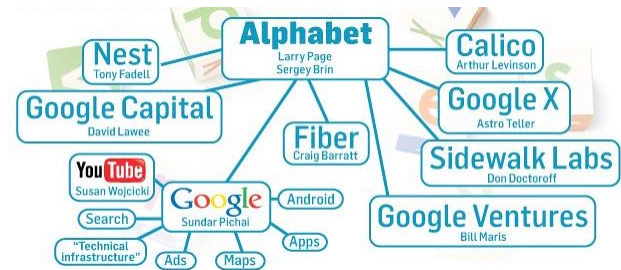 Alphabet
Larry Page
Sergey Brin
Nest
Tony Fadell
Calico
Arthur Levinson
Google Capital
David Lawee
Google X
Astro Teller
Fiber
Craig Barratt
Sidewalk Labs
Don Doctoroff
YouTube
Susan Wojcicki
Google
Sundar Pichai
Android
Google Ventures
Bill Maris
Search
Apps
"Technical
infrastructure"
Ads
Maps